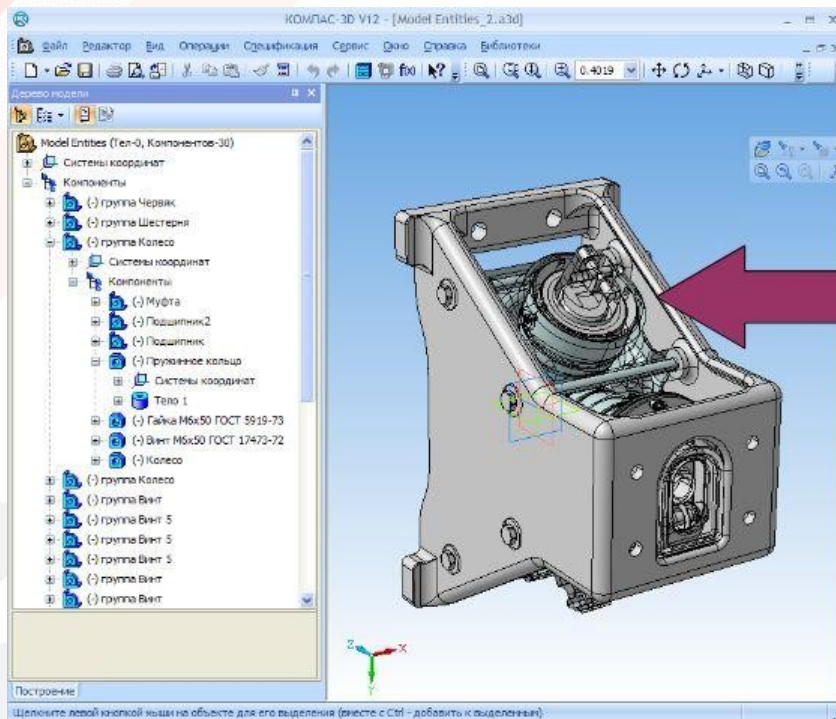 КОМПАС-3D V12 - [Model Entities_2.a3d]
Файл Редактор Вид Операции Спецификация Сервис Окно Справка Библиотеки
0.4019
Дерево модели
Model Entities (Тел-0, Компонентов-30)
Системы координат
Компоненты
(-) группа Червяк
(-) группа Шестерня
(-) группа Колесо
Системы координат
Компоненты
(-) Муфта
(-) Подшипник2
(-) Подшипник
(-) Пружинное кольцо
Системы координат
Тело 1
(-) Гайка М6х50 ГОСТ 5919-73
(-) Винт М6х50 ГОСТ 17473-72
(-) Колесо
(-) группа Колесо
(-) группа Винт
(-) группа Винт 5
(-) группа Винт 5
(-) группа Винт 5
(-) группа Винт
(-) группа Винт
Z X
Y
Построение
Щелкните левой кнопкой мыши на объекте для его выделения (вместе с Ctrl - добавить к выделенным)